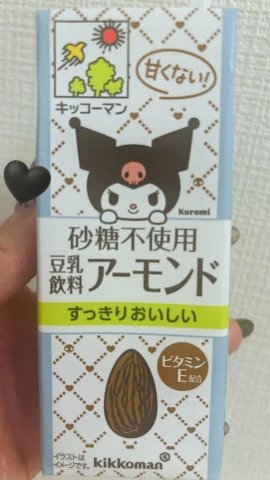 キッコーマン
甘くない!
Kuromi
砂糖不使用
豆乳
飲料
アーモンド
すっきりおいしい
ビタミン
E配合
イラストは
イメージです。
kikkoman®